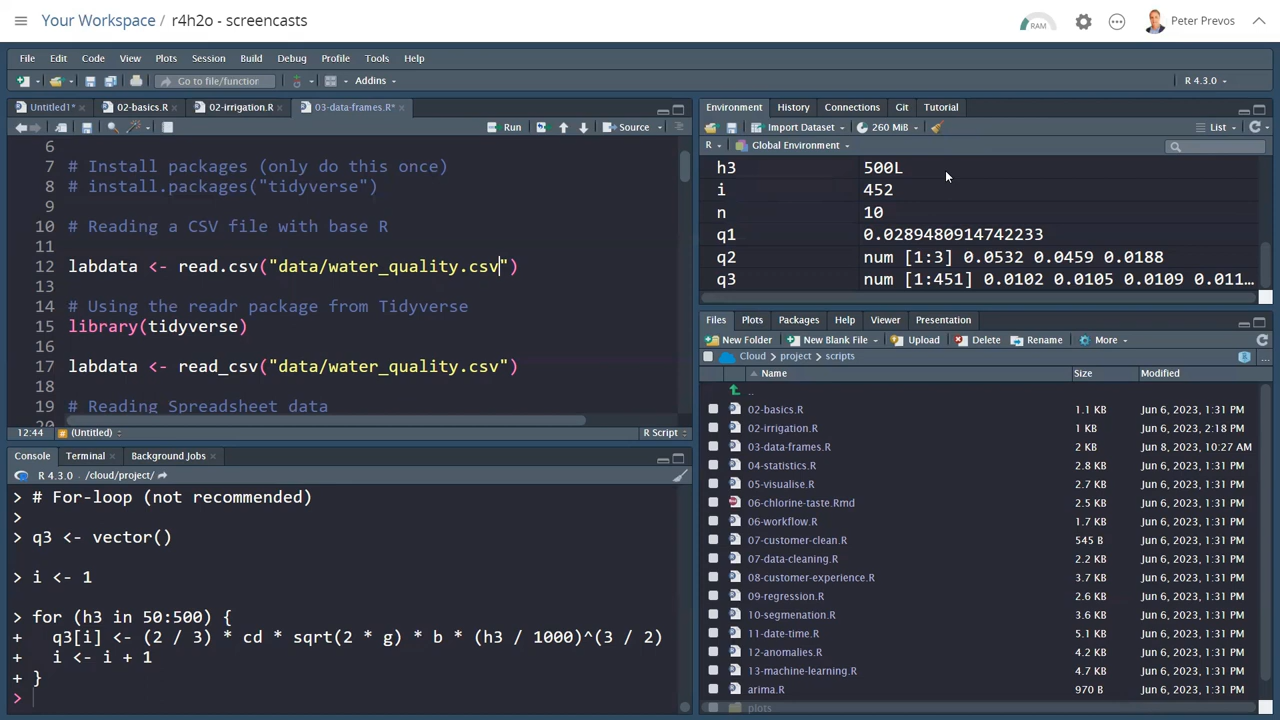 Your Workspace / r4h2o - screencasts
RAM
Peter Prevos
File Edit Code View Plots Session Build Debug Profile Tools Help
Go to file/function Addins
R 4.3.0
Untitled1* 02-basics.R 02-irrigation.R 03-data-frames.R*
Run Source
6
7 # Install packages (only do this once)
8 # install.packages("tidyverse")
9
10 # Reading a CSV file with base R
11
12 labdata <- read.csv("data/water_quality.csv")
13
14 # Using the readr package from Tidyverse
15 library(tidyverse)
16
17 labdata <- read_csv("data/water_quality.csv")
18
19 # Reading Spreadsheet data
12:44 # (Untitled) R Script
Console Terminal Background Jobs
R 4.3.0 · /cloud/project/
> # For-loop (not recommended)
>
> q3 <- vector()
> i <- 1
> for (h3 in 50:500) {
+ q3[i] <- (2 / 3) * cd * sqrt(2 * g) * b * (h3 / 1000)^(3 / 2)
+ i <- i + 1
+ }
>
Environment History Connections Git Tutorial
Import Dataset 260 MiB List
R Global Environment
h3 500L
i 452
n 10
q1 0.0289480914742233
q2 num [1:3] 0.0532 0.0459 0.0188
q3 num [1:451] 0.0102 0.0105 0.0109 0.011…
Files Plots Packages Help Viewer Presentation
New Folder New Blank File Upload Delete Rename More
Cloud project scripts
Name Size Modified
..
02-basics.R 1.1 KB Jun 6, 2023, 1:31 PM
02-irrigation.R 1 KB Jun 6, 2023, 2:18 PM
03-data-frames.R 2 KB Jun 8, 2023, 10:27 AM
04-statistics.R 2.8 KB Jun 6, 2023, 1:31 PM
05-visualise.R 2.7 KB Jun 6, 2023, 1:31 PM
06-chlorine-taste.Rmd 2.5 KB Jun 6, 2023, 1:31 PM
06-workflow.R 1.7 KB Jun 6, 2023, 1:31 PM
07-customer-clean.R 545 B Jun 6, 2023, 1:31 PM
07-data-cleaning.R 2.2 KB Jun 6, 2023, 1:31 PM
08-customer-experience.R 3.7 KB Jun 6, 2023, 1:31 PM
09-regression.R 2.8 KB Jun 6, 2023, 1:31 PM
10-segmenation.R 3.6 KB Jun 6, 2023, 1:31 PM
11-date-time.R 5.1 KB Jun 6, 2023, 1:31 PM
12-anomalies.R 4.2 KB Jun 6, 2023, 1:31 PM
13-machine-learning.R 4.7 KB Jun 6, 2023, 1:31 PM
arima.R 970 B Jun 6, 2023, 1:31 PM
plots